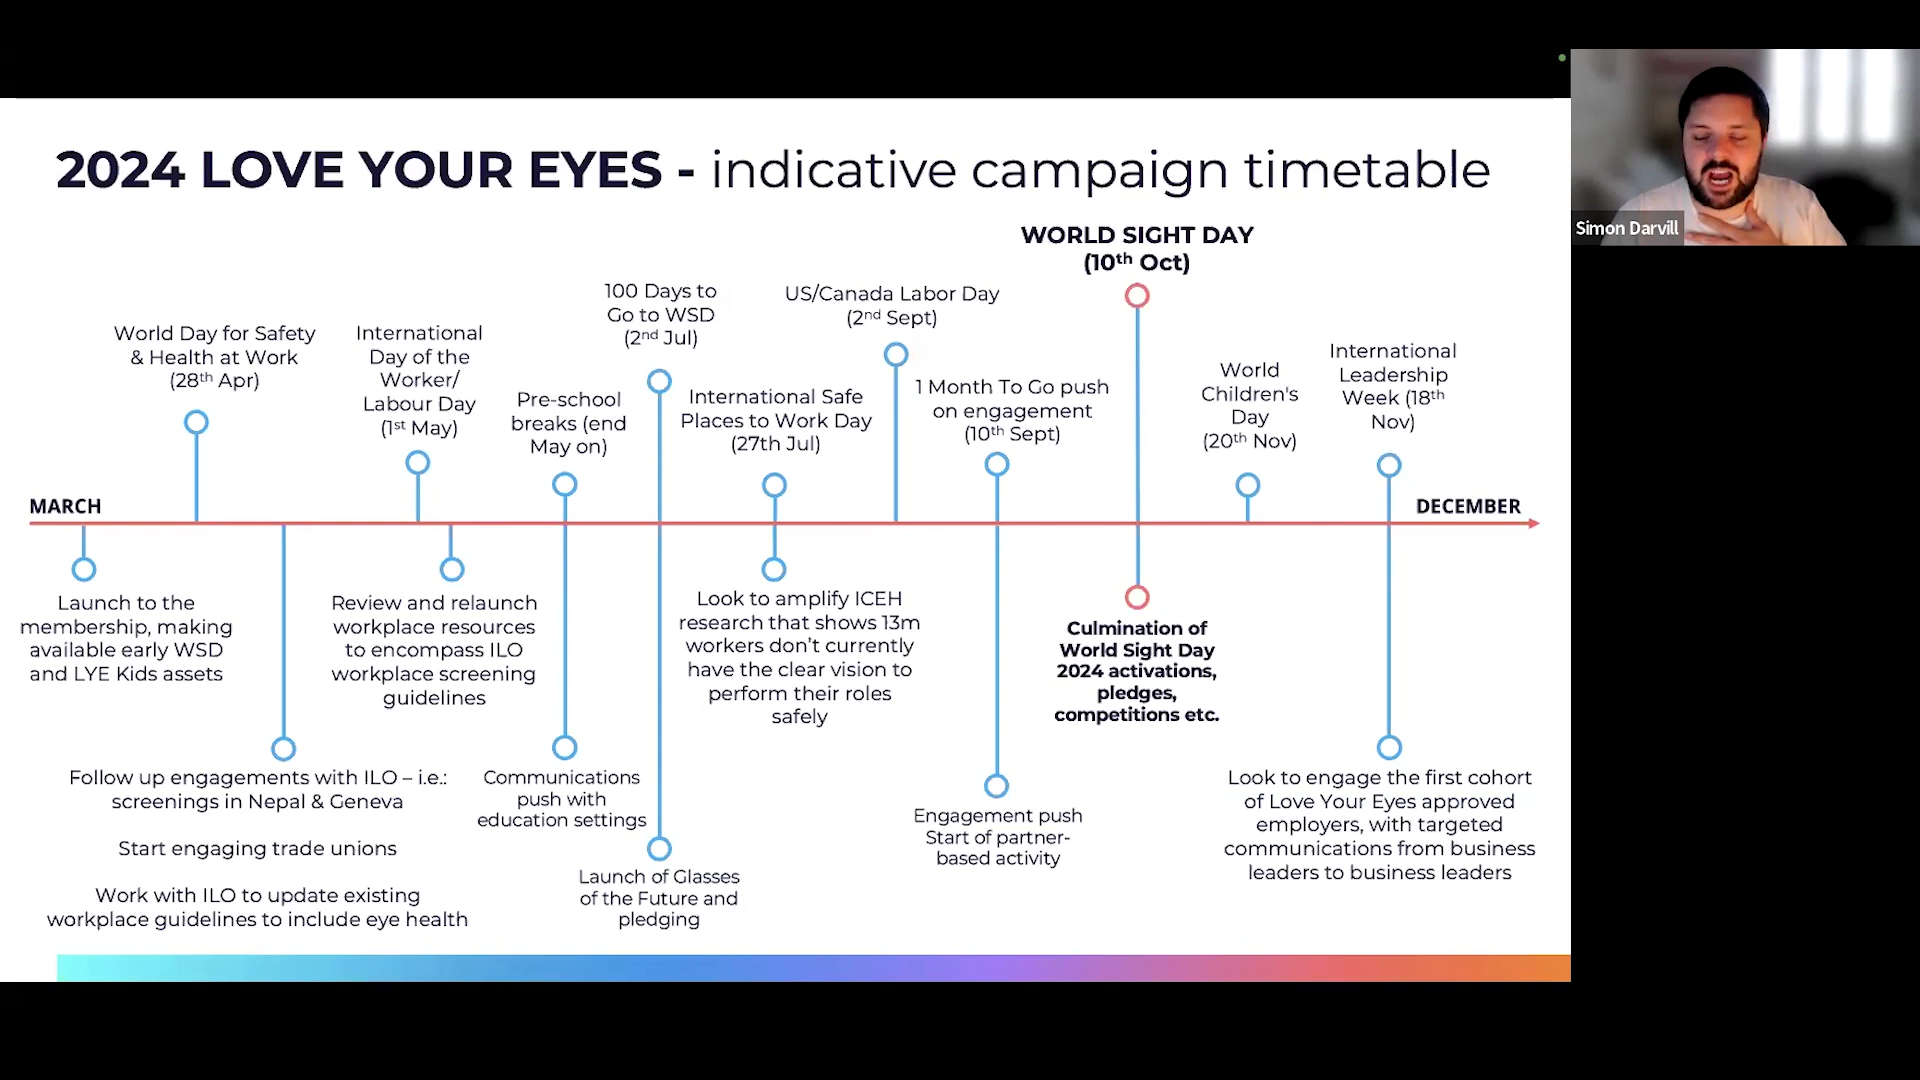 2024 LOVE YOUR EYES - indicative campaign timetable
Simon Darvill
WORLD SIGHT DAY
(10th Oct)
100 Days to
Go to WSD
(2nd Jul)
US/Canada Labor Day
(2nd Sept)
World Day for Safety
& Health at Work
(28th Apr)
International
Day of the
Worker/
Labour Day
(1st May)
Pre-school
breaks (end
May on)
International Safe
Places to Work Day
(27th Jul)
1 Month To Go push
on engagement
(10th Sept)
World
Children's
Day
(20th Nov)
International
Leadership
Week (18th
Nov)
MARCH
DECEMBER
Launch to the
membership, making
available early WSD
and LYE Kids assets
Review and relaunch
workplace resources
to encompass ILO
workplace screening
guidelines
Look to amplify ICEH
research that shows 13m
workers don't currently
have the clear vision to
perform their roles
safely
Culmination of
World Sight Day
2024 activations,
pledges,
competitions etc.
Follow up engagements with ILO – i.e.:
screenings in Nepal & Geneva
Start engaging trade unions
Work with ILO to update existing
workplace guidelines to include eye health
Communications
push with
education settings
Launch of Glasses
of the Future and
pledging
Engagement push
Start of partner-
based activity
Look to engage the first cohort
of Love Your Eyes approved
employers, with targeted
communications from business
leaders to business leaders